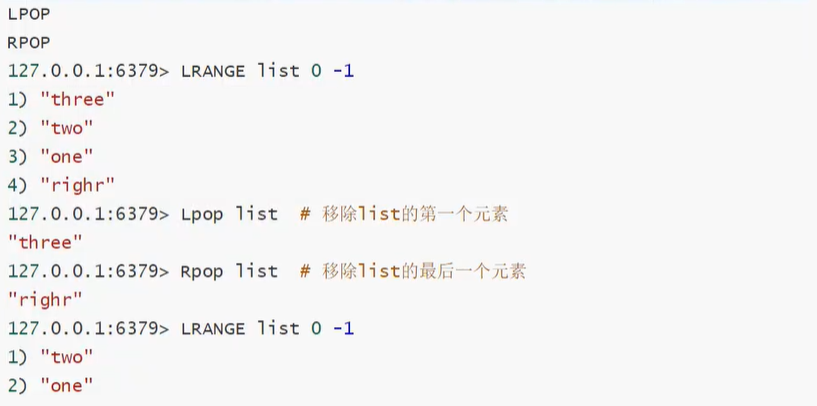 LPOP
RPOP
127.0.0.1:6379> LRANGE list 0 -1
1) "three"
2) "two"
3) "one"
4) "righr"
127.0.0.1:6379> Lpop list  # 移除list的第一个元素
"three"
127.0.0.1:6379> Rpop list  # 移除list的最后一个元素
"righr"
127.0.0.1:6379> LRANGE list 0 -1
1) "two"
2) "one"